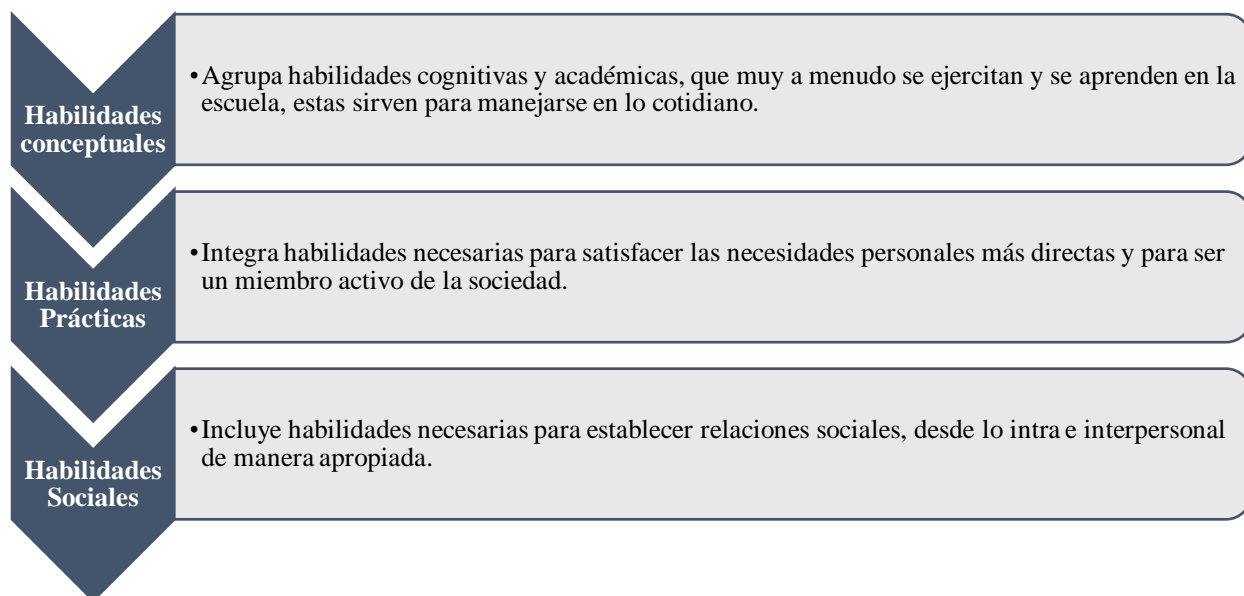 Habilidades
conceptuales
•Agrupa habilidades cognitivas y académicas, que muy a menudo se ejercitan y se aprenden en la
escuela, estas sirven para manejarse en lo cotidiano.
Habilidades
Prácticas
•Integra habilidades necesarias para satisfacer las necesidades personales más directas y para ser
un miembro activo de la sociedad.
Habilidades
Sociales
•Incluye habilidades necesarias para establecer relaciones sociales, desde lo intra e interpersonal
de manera apropiada.